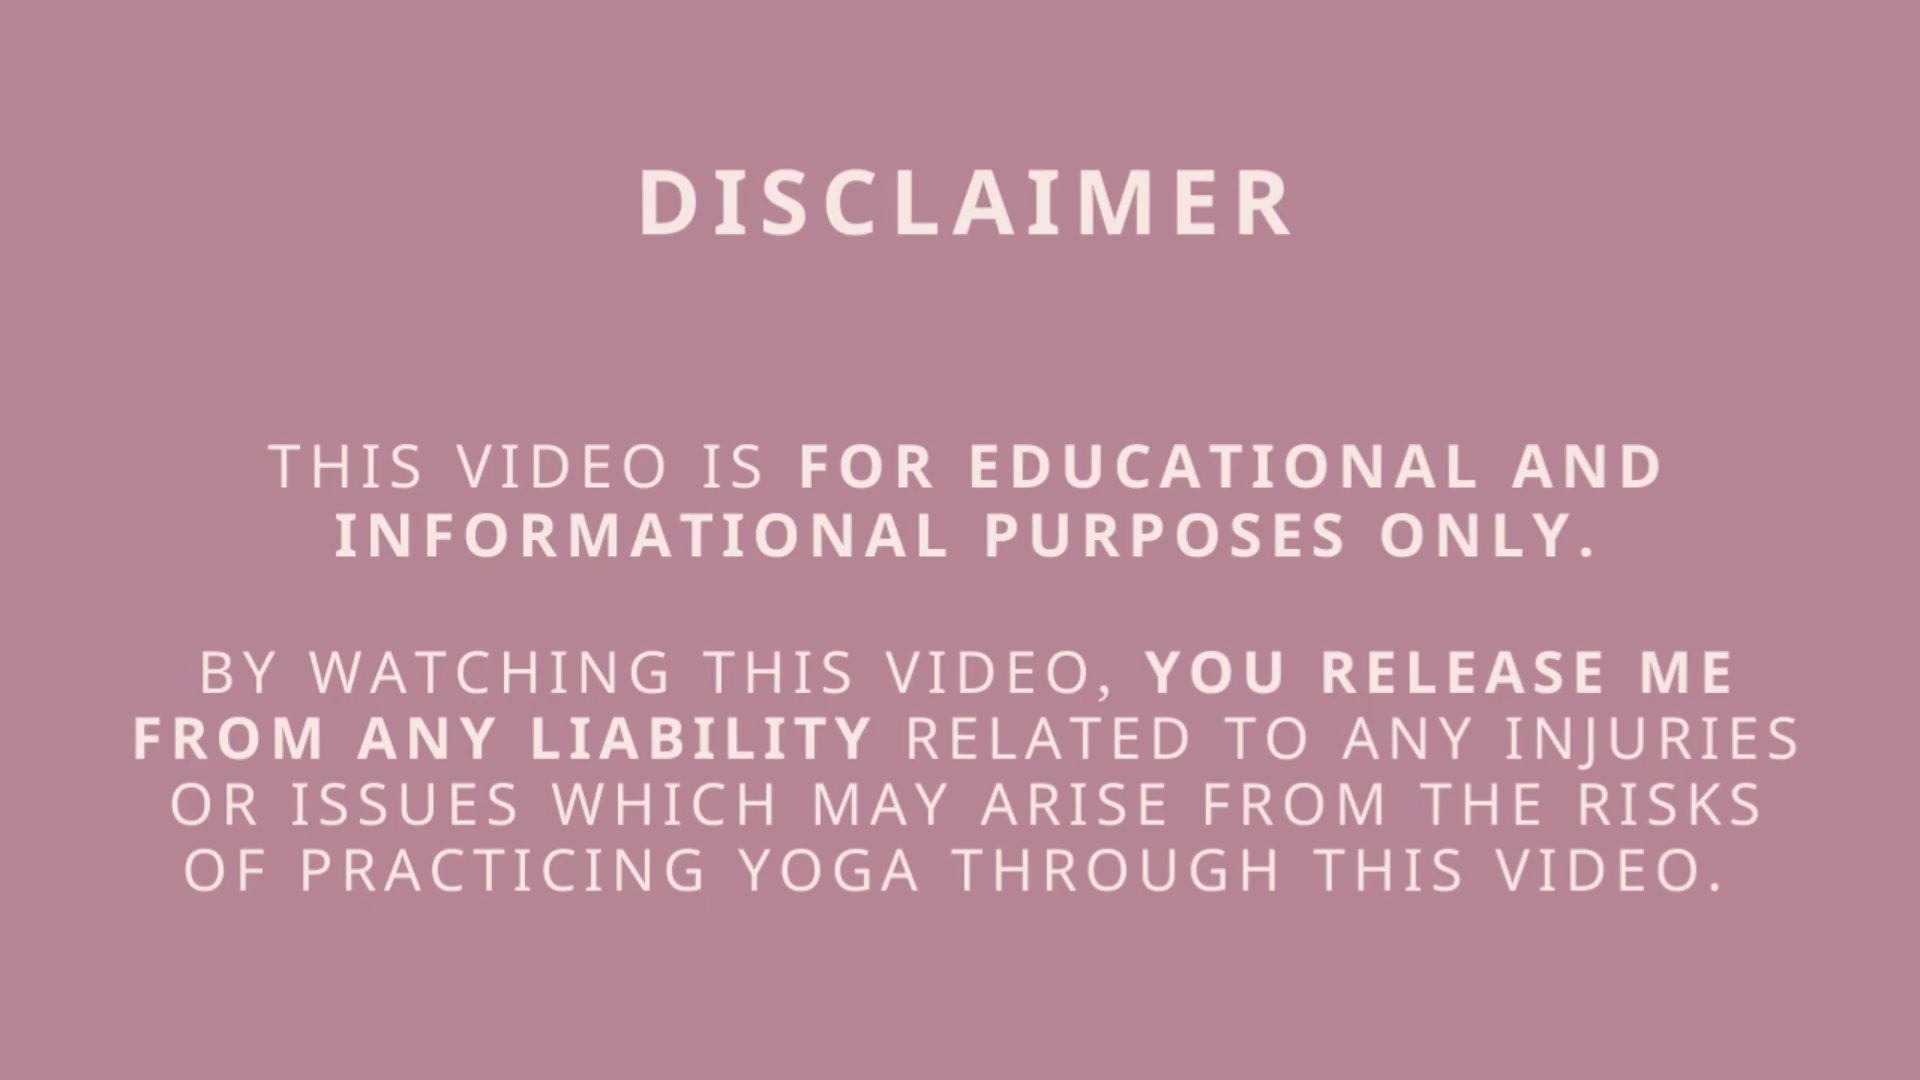 DISCLAIMER
THIS VIDEO IS FOR EDUCATIONAL AND
INFORMATIONAL PURPOSES ONLY.
BY WATCHING THIS VIDEO, YOU RELEASE ME
FROM ANY LIABILITY RELATED TO ANY INJURIES
OR ISSUES WHICH MAY ARISE FROM THE RISKS
OF PRACTICING YOGA THROUGH THIS VIDEO.